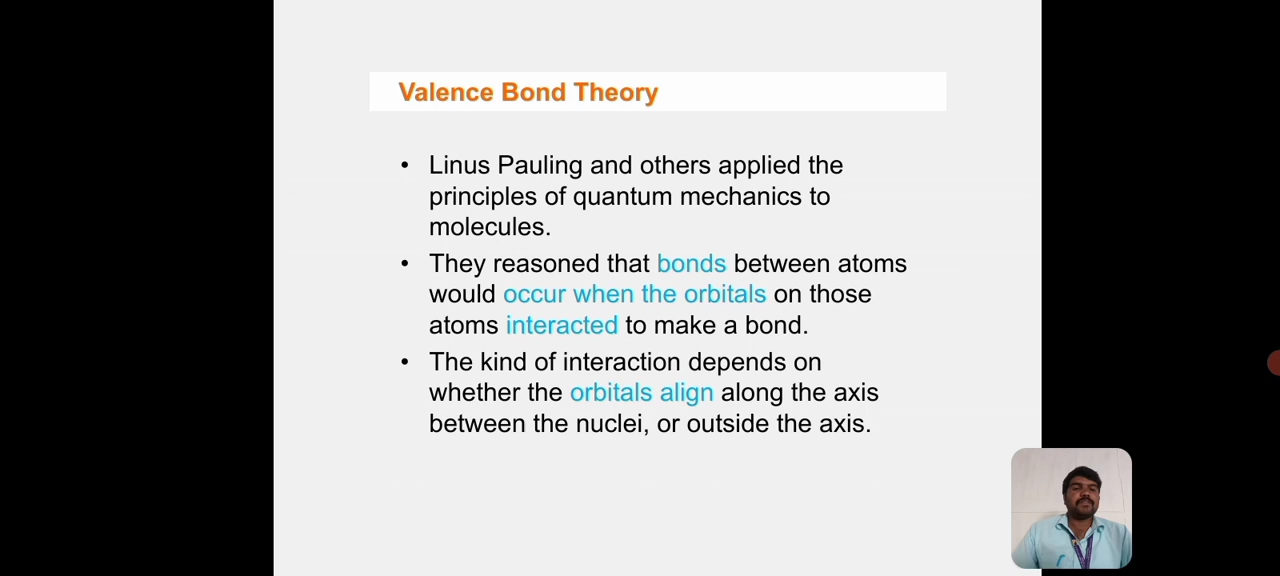 Valence Bond Theory
• Linus Pauling and others applied the
principles of quantum mechanics to
molecules.
• They reasoned that bonds between atoms
would occur when the orbitals on those
atoms interacted to make a bond.
• The kind of interaction depends on
whether the orbitals align along the axis
between the nuclei, or outside the axis.